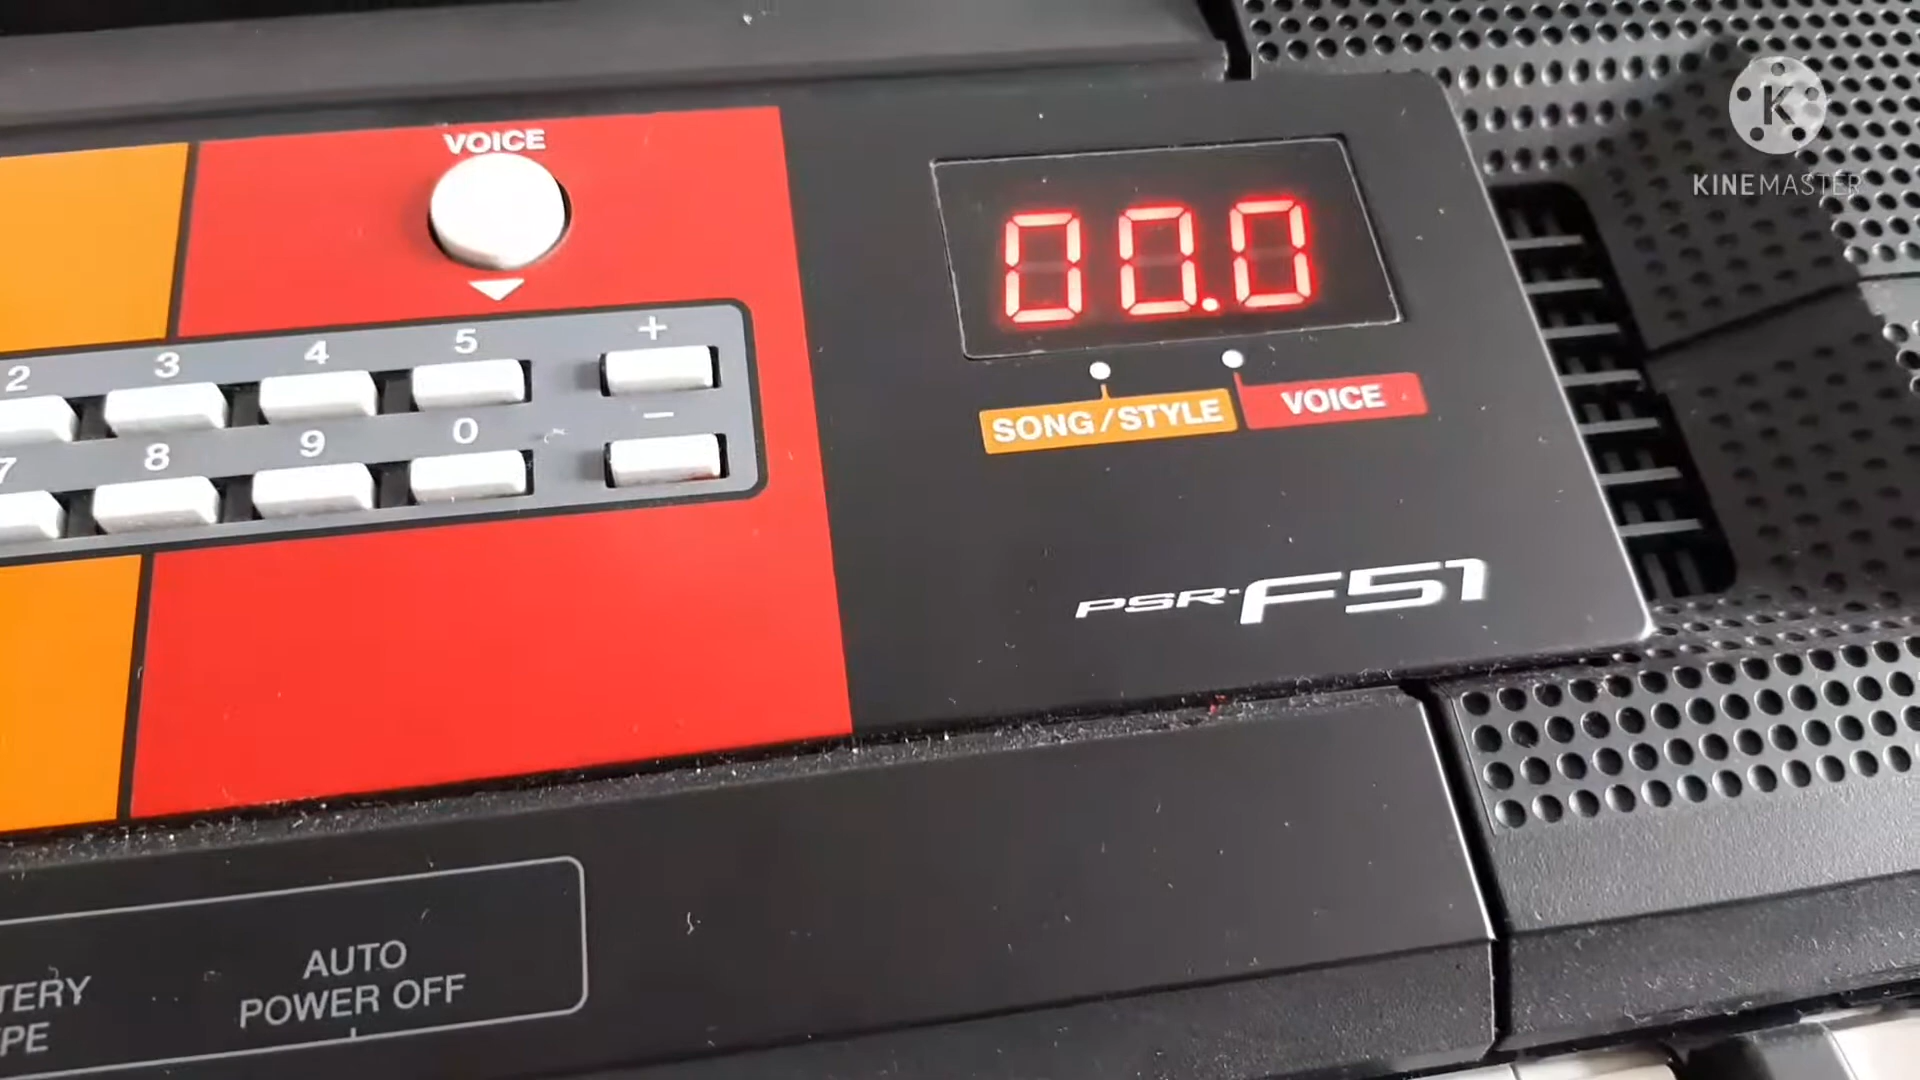 VOICE
2 3 4 5 +
7 8 9 0 −
00.0
SONG/STYLE VOICE
PSR-F51
AUTO
POWER OFF
TERY
PE
K
KINEMASTER